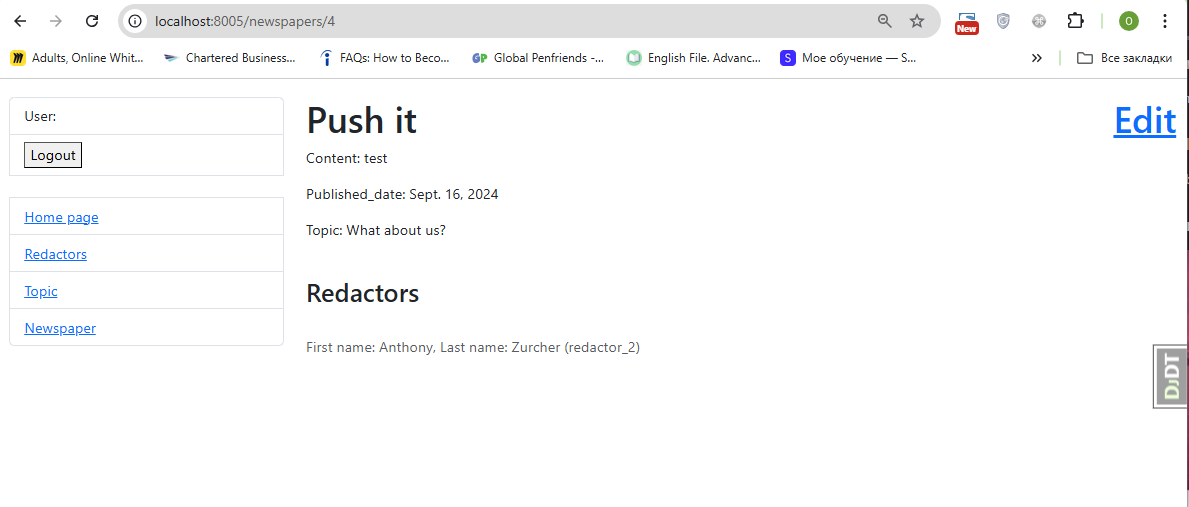 localhost:8005/newspapers/4
New
O
Adults, Online Whit...
Chartered Business...
FAQs: How to Beco...
GP
Global Penfriends -...
English File. Advanc...
S
Мое обучение — S...
»
Все закладки
User:
Logout
Home page
Redactors
Topic
Newspaper
Push it
Edit
Content: test
Published_date: Sept. 16, 2024
Topic: What about us?
Redactors
First name: Anthony, Last name: Zurcher (redactor_2)
DjDT